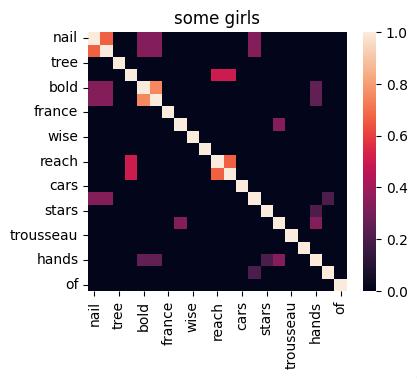 some girls
nail
tree
bold
france
wise
reach
cars
stars
trousseau
hands
of
1.0
0.8
0.6
0.4
0.2
0.0
nail
tree
bold
france
wise
reach
cars
stars
trousseau
hands
of